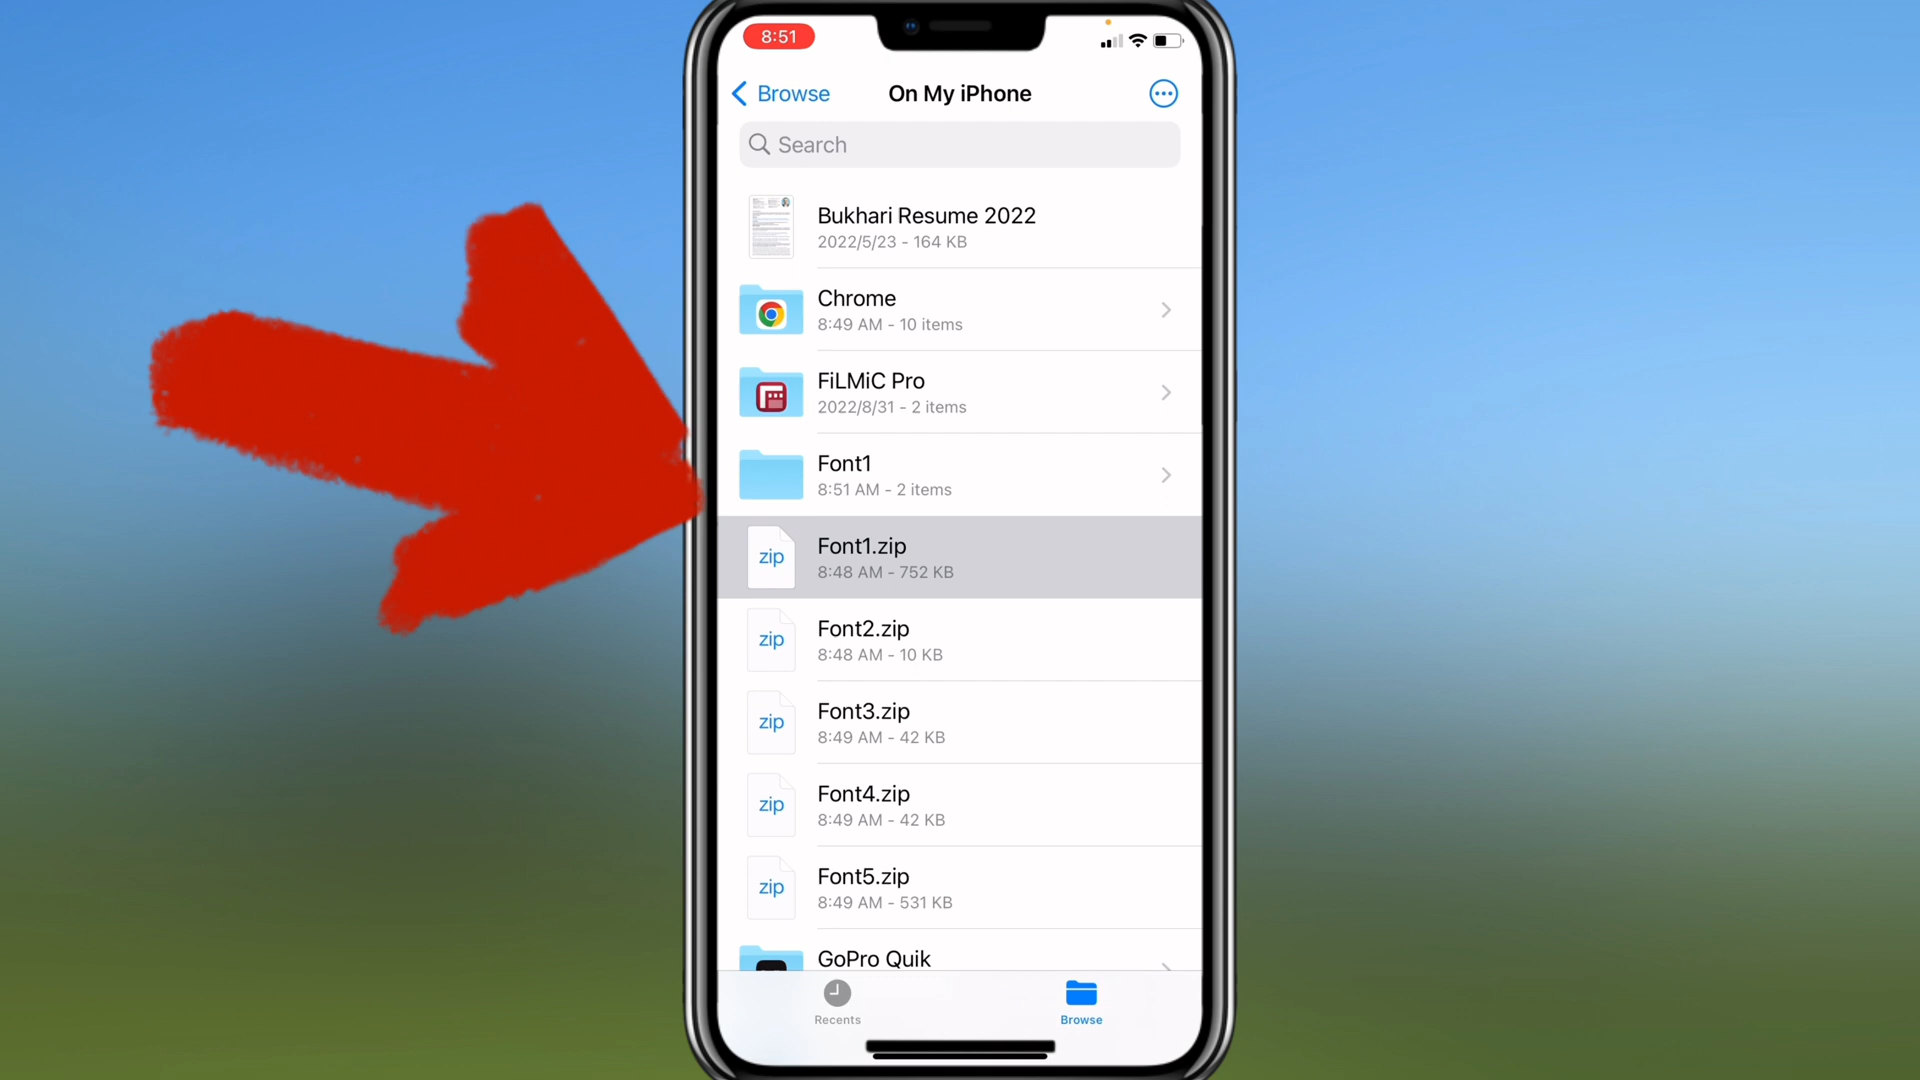 8:51
Browse
On My iPhone
Search
Bukhari Resume 2022
2022/5/23 - 164 KB
Chrome
8:49 AM - 10 items
FiLMiC Pro
2022/8/31 - 2 items
Font1
8:51 AM - 2 items
zip
Font1.zip
8:48 AM - 752 KB
zip
Font2.zip
8:48 AM - 10 KB
zip
Font3.zip
8:49 AM - 42 KB
zip
Font4.zip
8:49 AM - 42 KB
zip
Font5.zip
8:49 AM - 531 KB
GoPro Quik
Recents
Browse